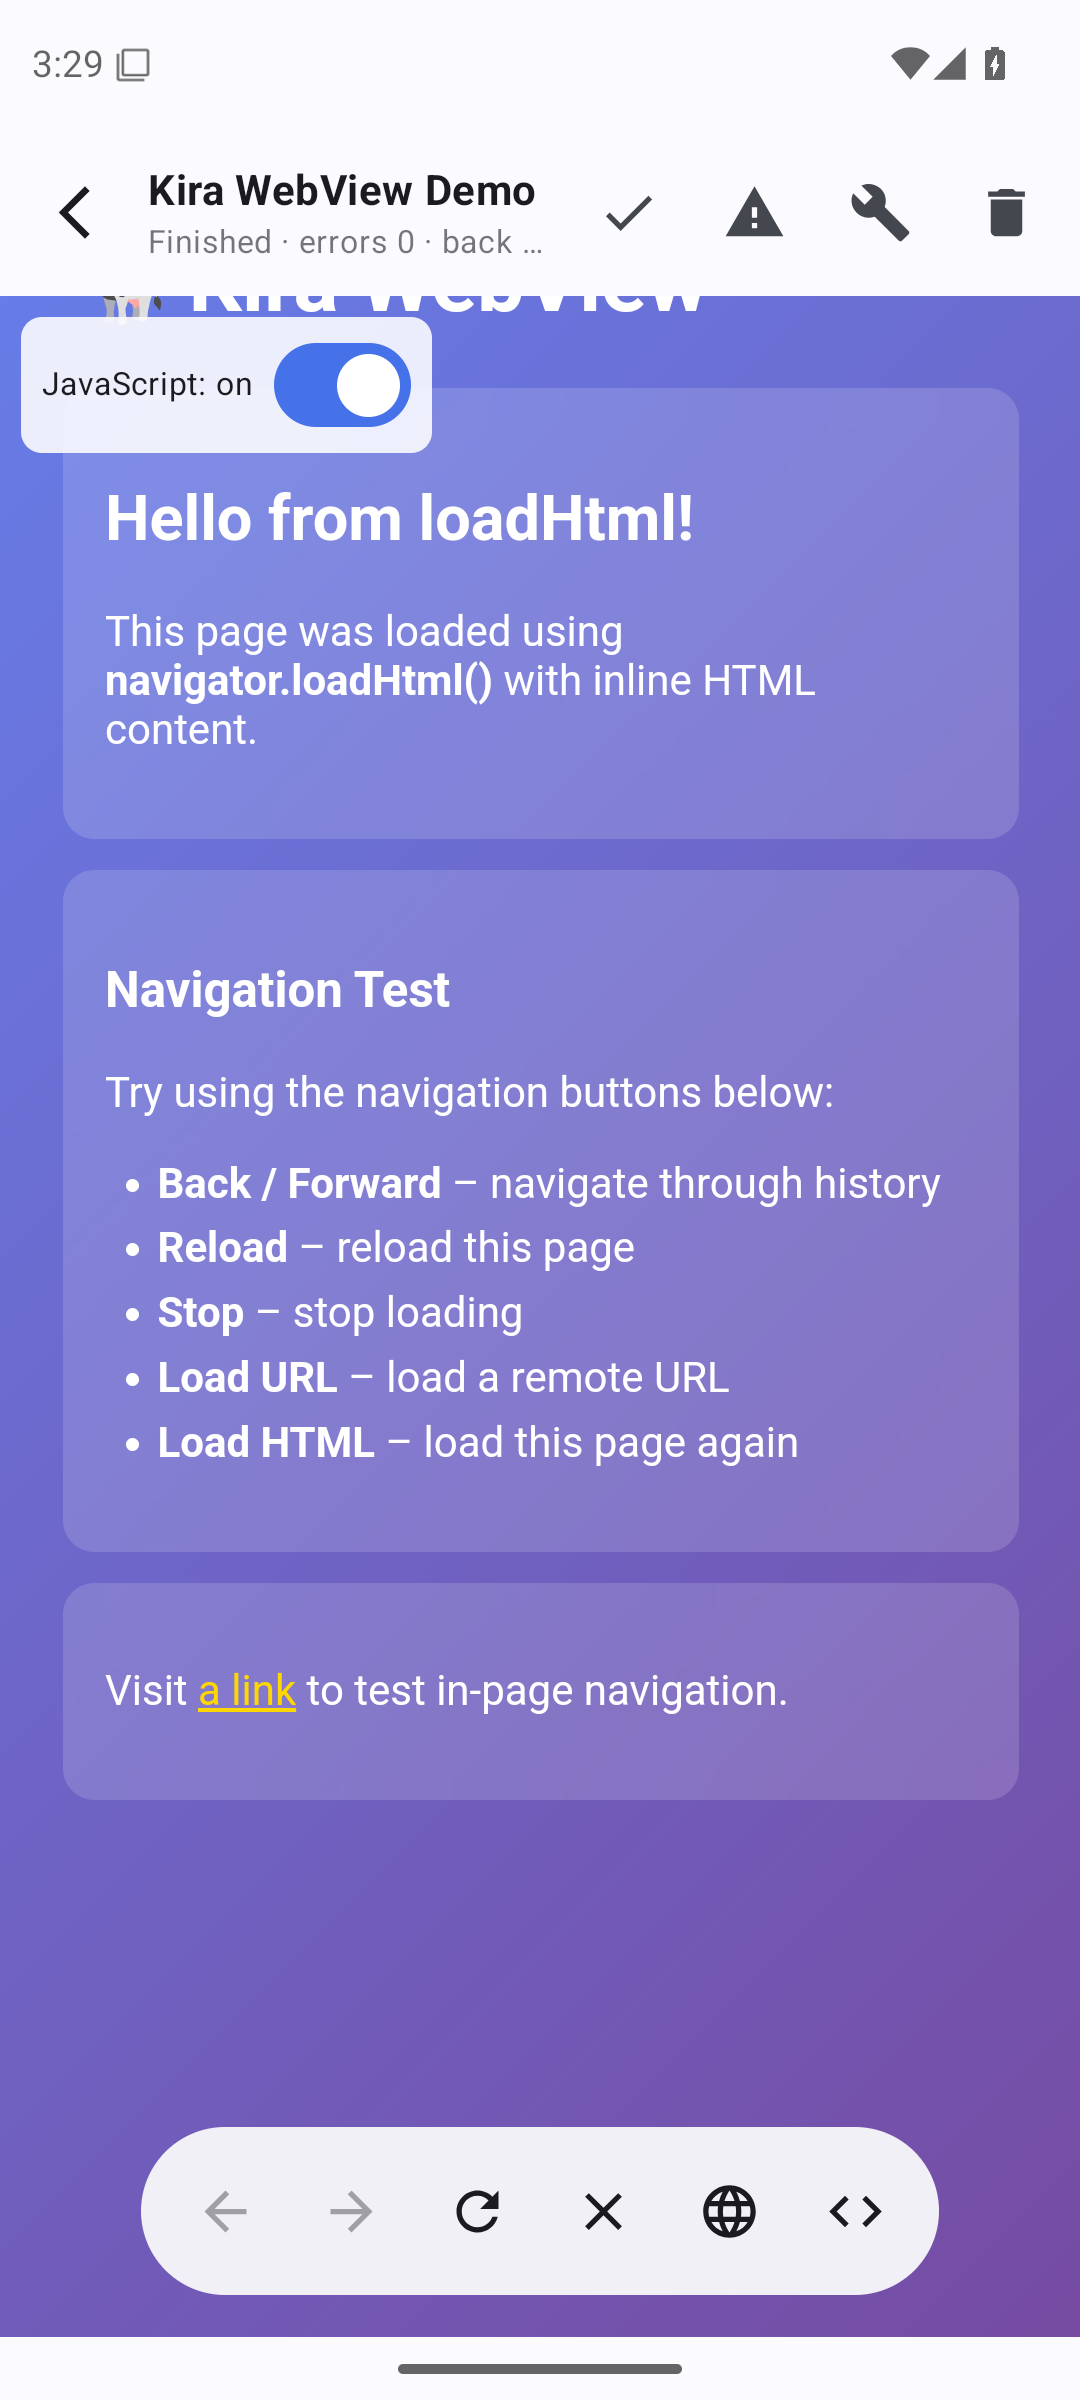 3:29
Kira WebView Demo
Finished · errors 0 · back ...
Kira WebView
JavaScript: on
Hello from loadHtml!
This page was loaded using
navigator.loadHtml() with inline HTML
content.
Navigation Test
Try using the navigation buttons below:
• Back / Forward – navigate through history
• Reload – reload this page
• Stop – stop loading
• Load URL – load a remote URL
• Load HTML – load this page again
Visit a link to test in-page navigation.